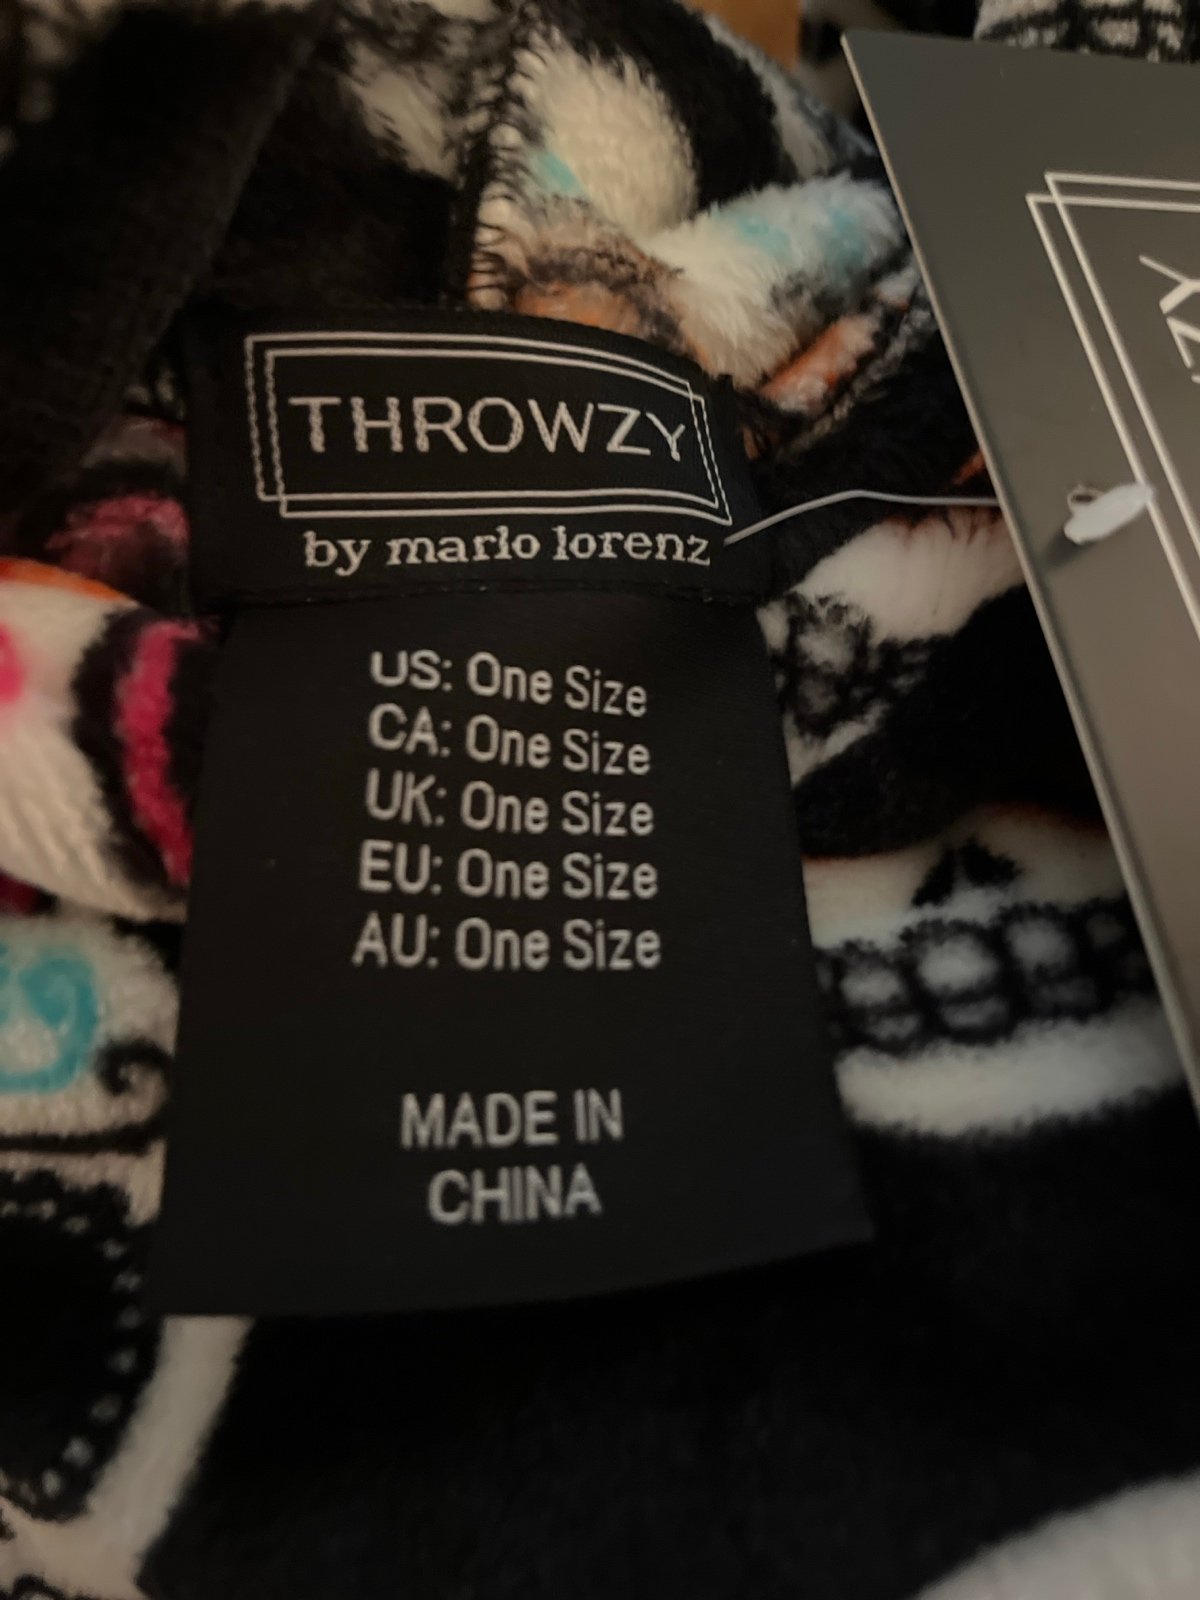 THROWZY
by marlo lorenz
US: One Size
CA: One Size
UK: One Size
EU: One Size
AU: One Size
MADE IN
CHINA
ZY